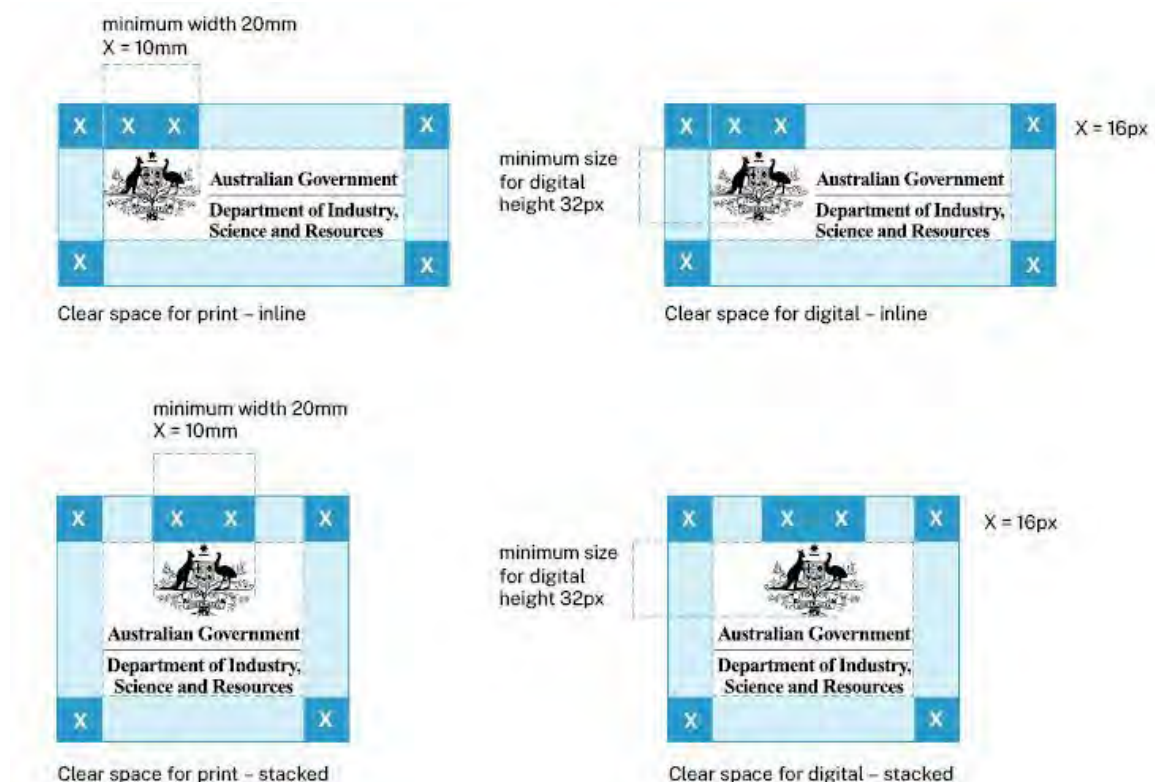 minimum width 20mm
X = 10mm
X X X X
Australian Government
Department of Industry,
Science and Resources
X X
Clear space for print – inline
X X X X
X = 16px
minimum size
for digital
height 32px
Australian Government
Department of Industry,
Science and Resources
X X
Clear space for digital – inline
minimum width 20mm
X = 10mm
X X X X
Australian Government
Department of Industry,
Science and Resources
X X
Clear space for print – stacked
X X X X
X = 16px
minimum size
for digital
height 32px
Australian Government
Department of Industry,
Science and Resources
X X
Clear space for digital – stacked